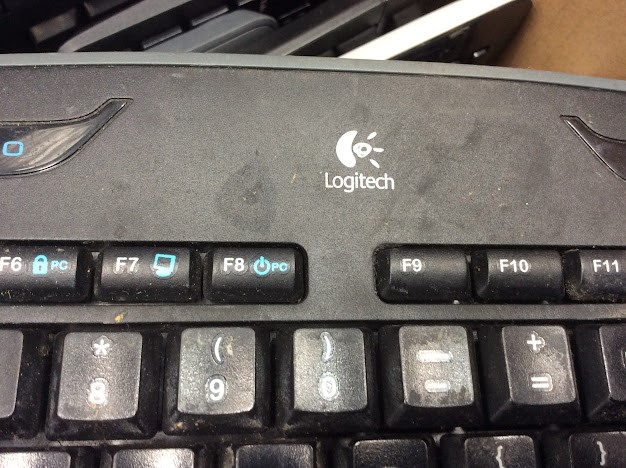 Logitech
F6 PC
F7
F8 PC
F9
F10
F11
* ( ) — +
8 9 0 - =
{ }